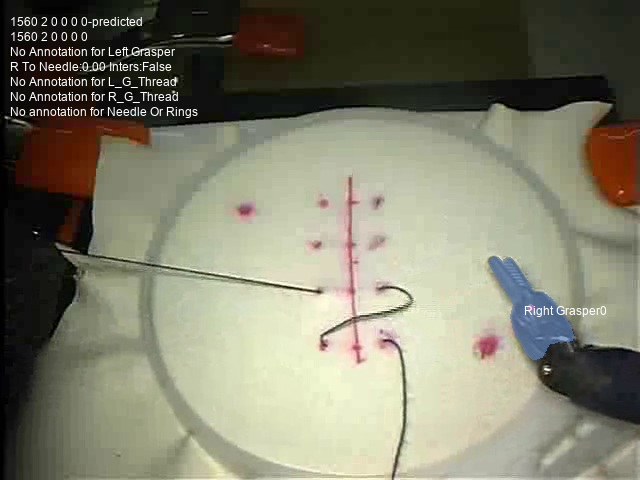 1560 2 0 0 0 0-predicted
1560 2 0 0 0 0
No Annotation for Left Grasper
R To Needle:0.00 Inters:False
No Annotation for L_G_Thread
No Annotation for R_G_Thread
No annotation for Needle Or Rings
Right Grasper0